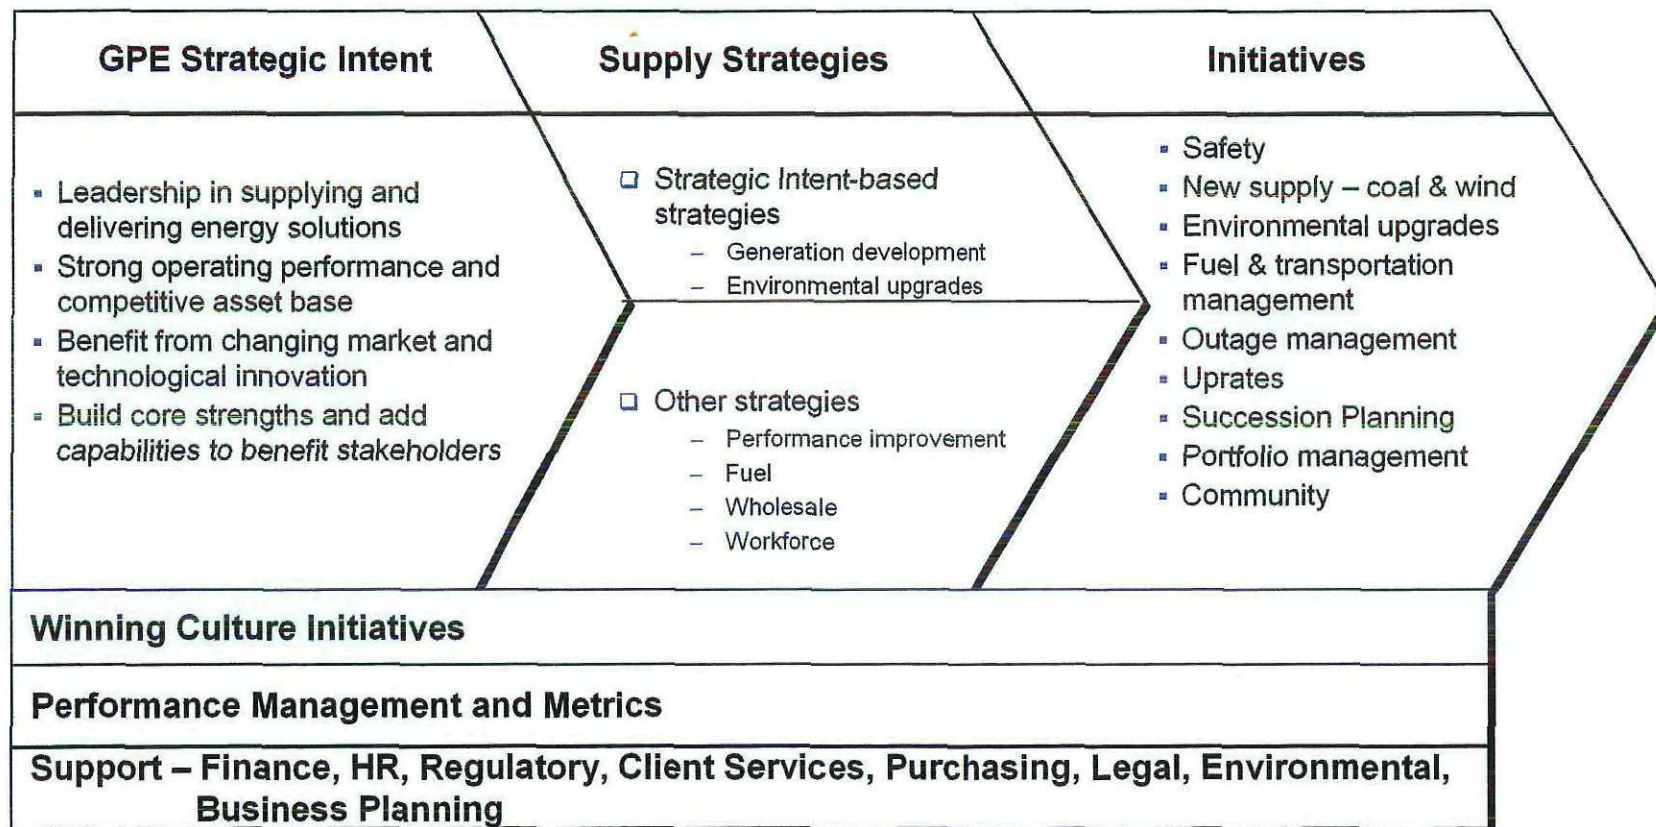 GPE Strategic Intent
▪ Leadership in supplying and
delivering energy solutions
▪ Strong operating performance and
competitive asset base
▪ Benefit from changing market and
technological innovation
▪ Build core strengths and add
capabilities to benefit stakeholders
Supply Strategies
❑ Strategic Intent-based
strategies
– Generation development
– Environmental upgrades
❑ Other strategies
– Performance improvement
– Fuel
– Wholesale
– Workforce
Initiatives
▪ Safety
▪ New supply – coal & wind
▪ Environmental upgrades
▪ Fuel & transportation
management
▪ Outage management
▪ Uprates
▪ Succession Planning
▪ Portfolio management
▪ Community
Winning Culture Initiatives
Performance Management and Metrics
Support – Finance, HR, Regulatory, Client Services, Purchasing, Legal, Environmental,
Business Planning